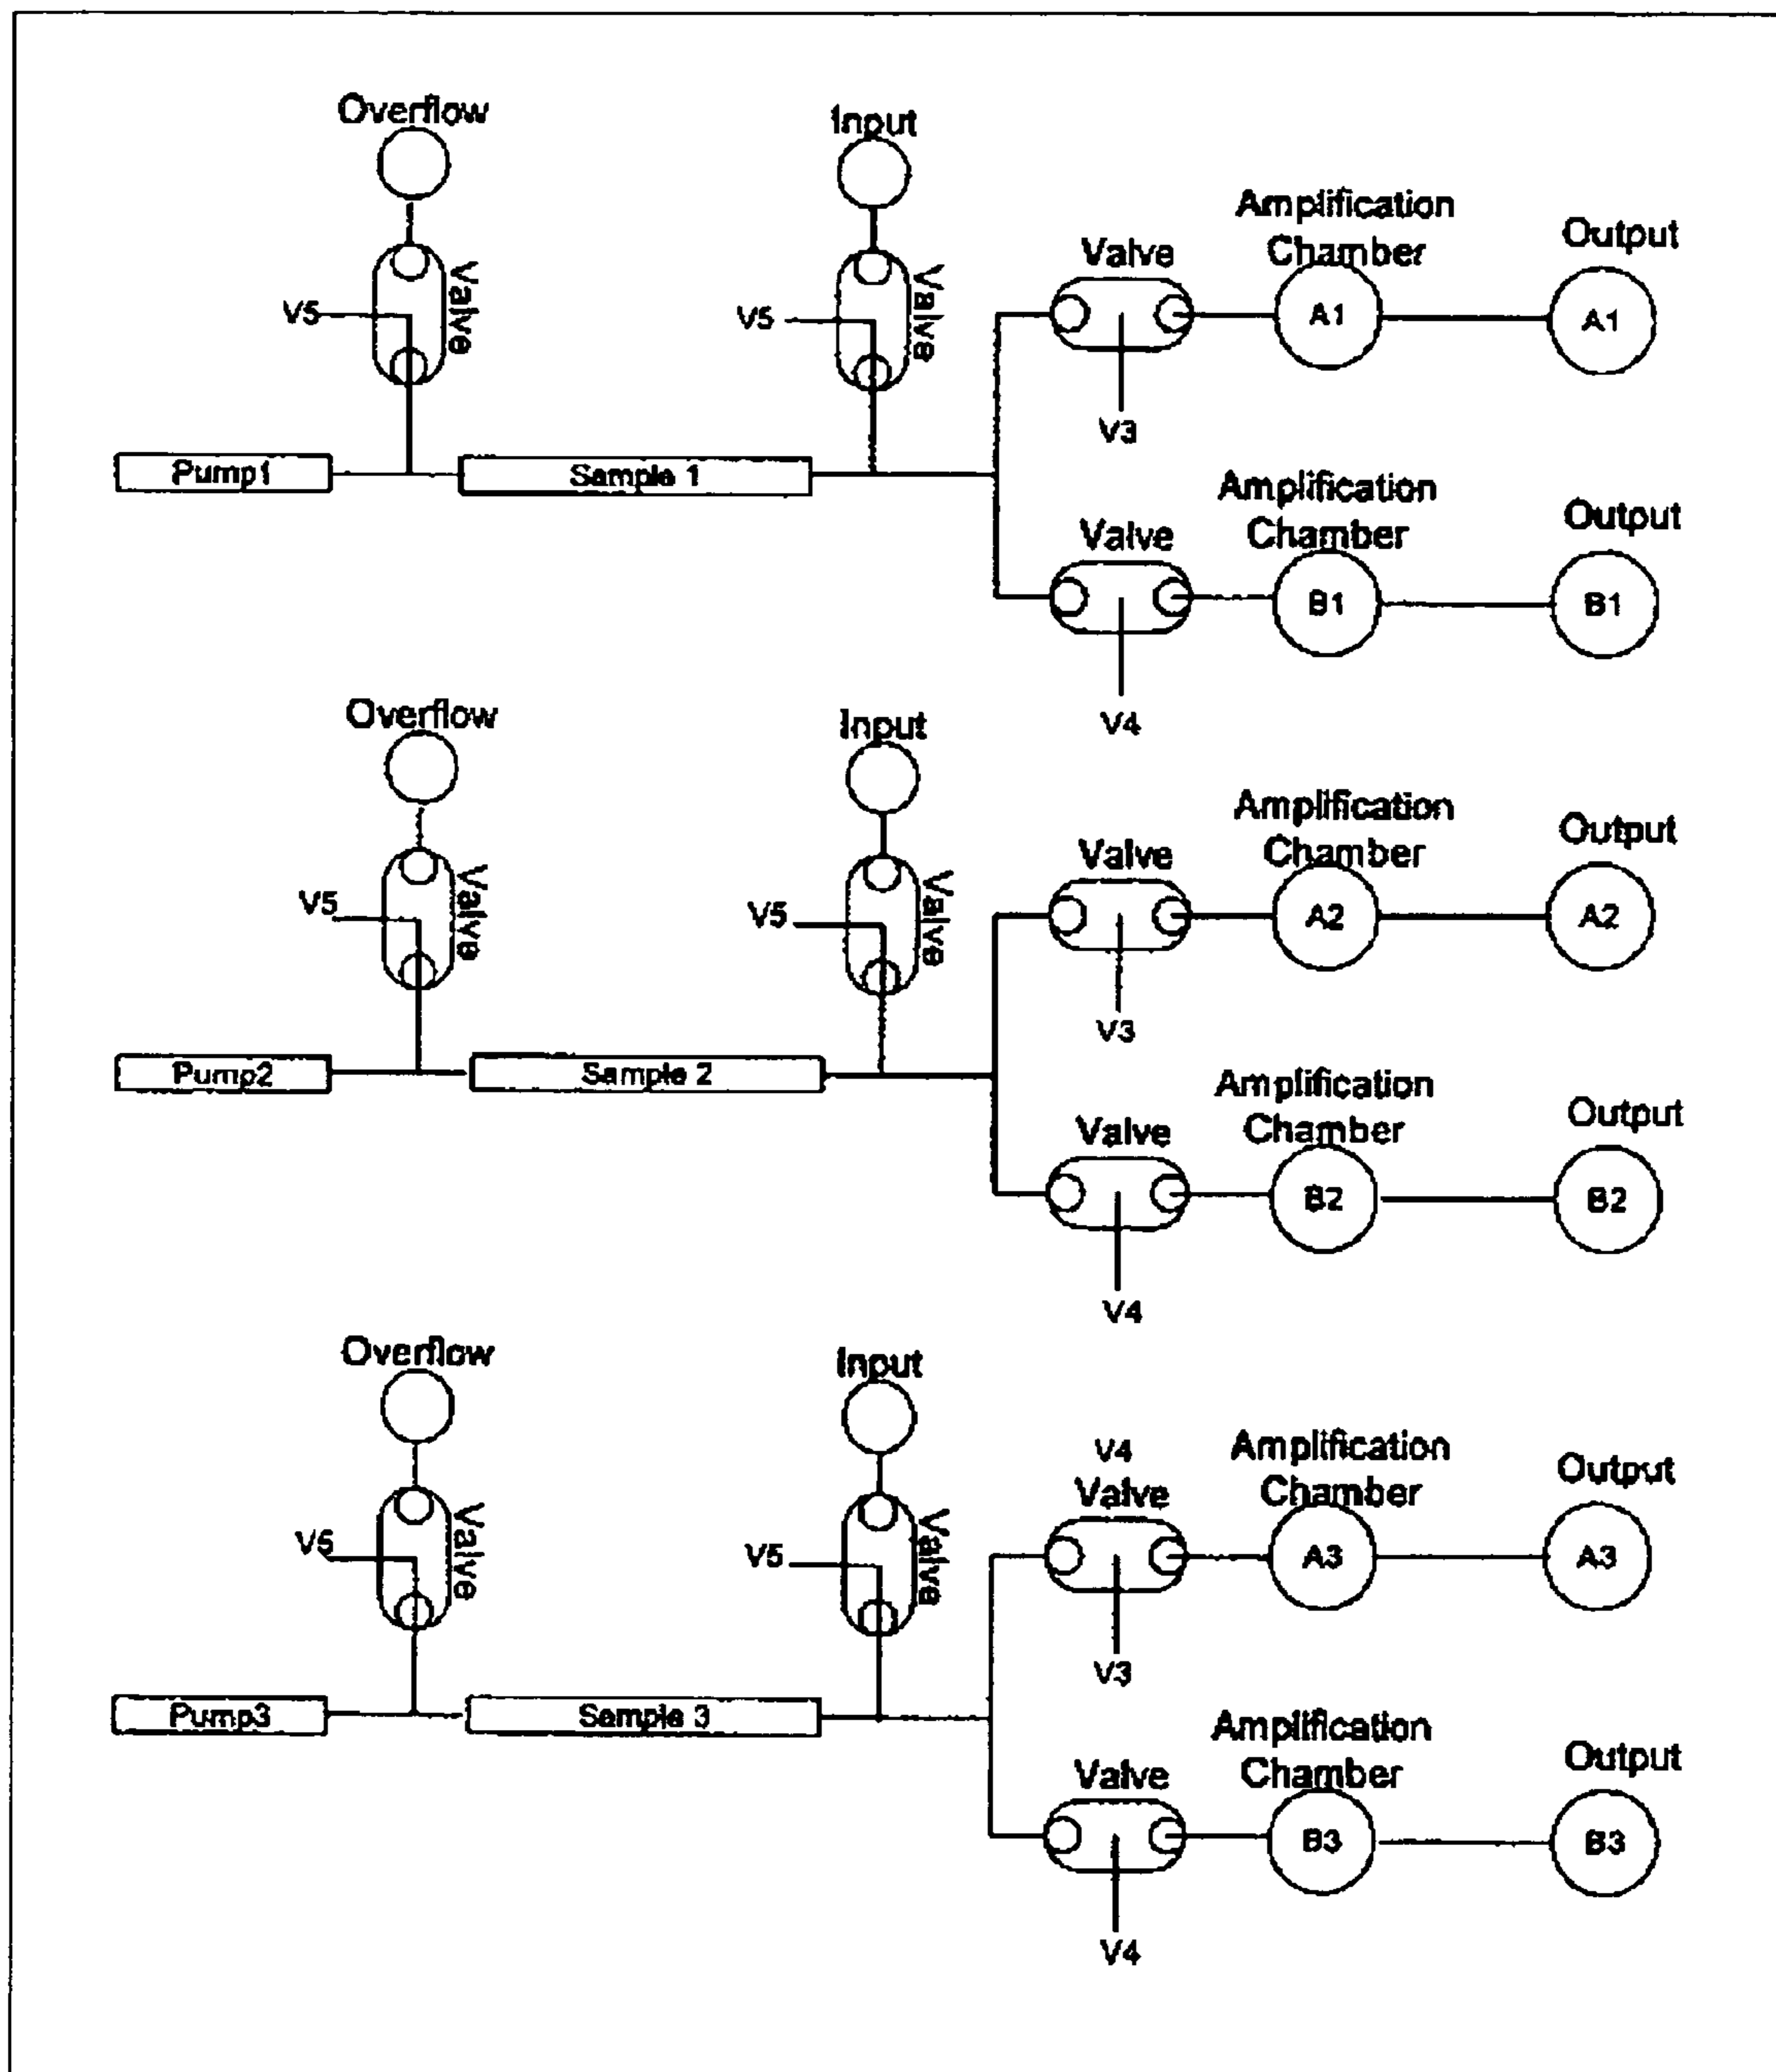 Overflow
Input
Amplification
Chamber
Output
Valve
Valve
Valve
V5
V5
A1
A1
V3
Pump1
Sample 1
Amplification
Chamber
Output
Valve
B1
B1
V4
Overflow
Input
Amplification
Chamber
Output
Valve
Valve
Valve
V5
V5
A2
A2
V3
Pump2
Sample 2
Amplification
Chamber
Output
Valve
B2
B2
V4
Overflow
Input
V4
Amplification
Chamber
Output
Valve
Valve
Valve
V5
V5
A3
A3
V3
Pump3
Sample 3
Amplification
Chamber
Output
Valve
B3
B3
V4